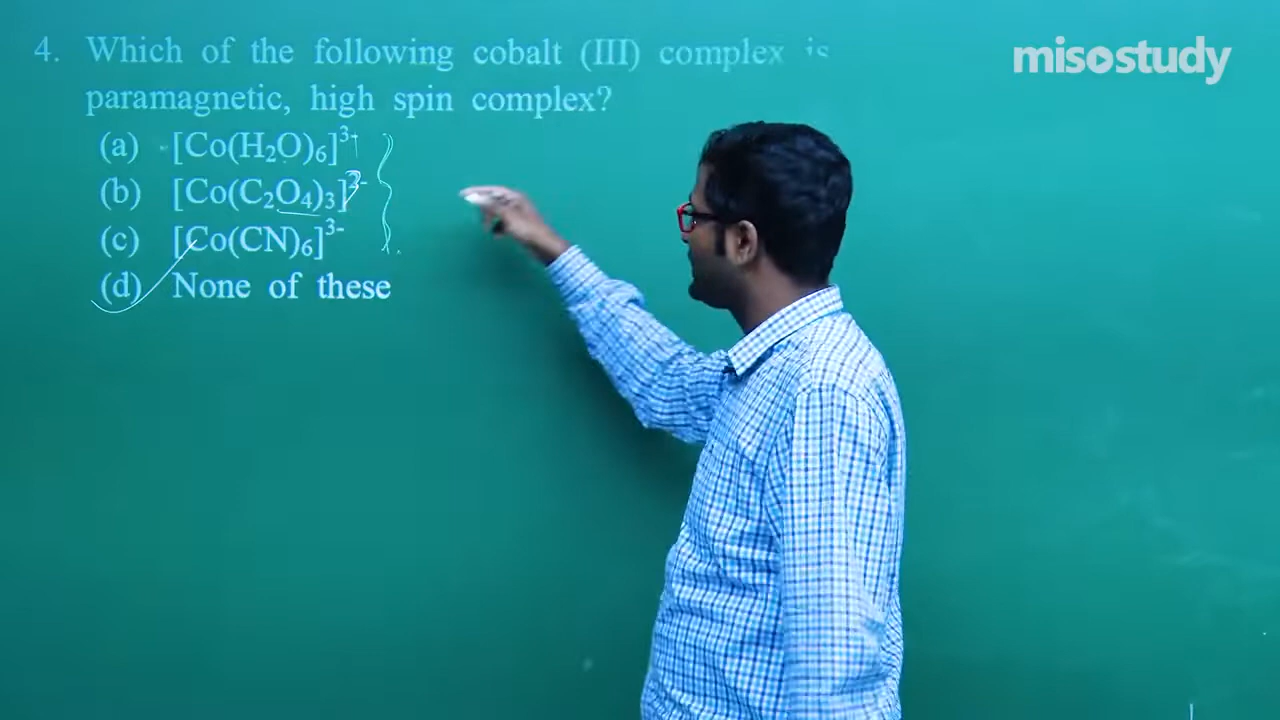 4. Which of the following cobalt (III) complex is
paramagnetic, high spin complex?
(a) [Co(H₂O)₆]³⁺
(b) [Co(C₂O₄)₃]³⁻
(c) [Co(CN)₆]³⁻
(d) None of these
misostudy